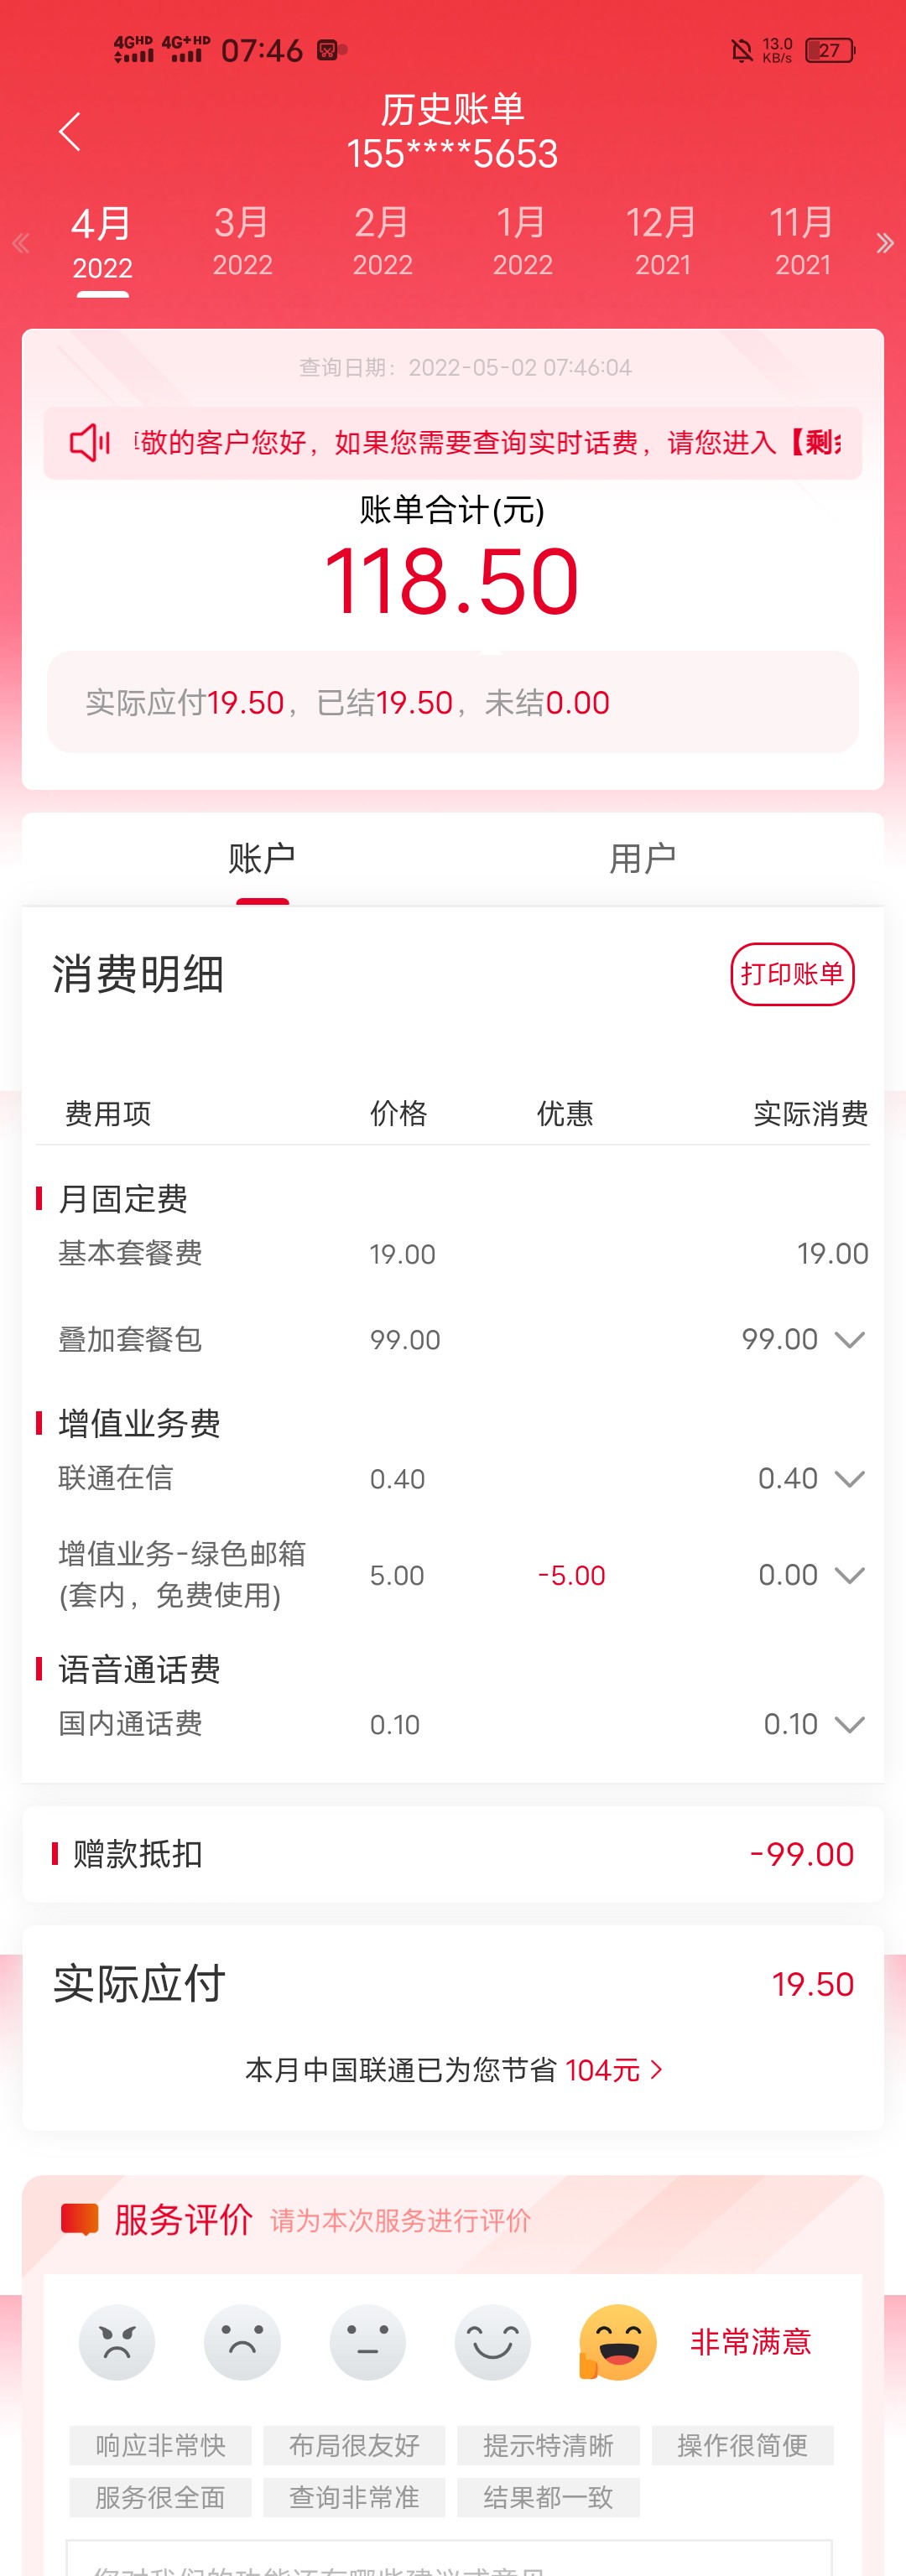 4GHD 4G+HD 07:46 13.0 KB/s 27
历史账单
155****5653
4月 3月 2月 1月 12月 11月
2022 2022 2022 2022 2021 2021
查询日期：2022-05-02 07:46:04
敬的客户您好，如果您需要查询实时话费，请您进入【剩
账单合计(元)
118.50
实际应付19.50，已结19.50，未结0.00
账户 用户
消费明细 打印账单
费用项 价格 优惠 实际消费
月固定费
基本套餐费 19.00 19.00
叠加套餐包 99.00 99.00
增值业务费
联通在信 0.40 0.40
增值业务-绿色邮箱
(套内，免费使用) 5.00 -5.00 0.00
语音通话费
国内通话费 0.10 0.10
赠款抵扣 -99.00
实际应付 19.50
本月中国联通已为您节省 104元
服务评价 请为本次服务进行评价
非常满意
响应非常快 布局很友好 提示特清晰 操作很简便
服务很全面 查询非常准 结果都一致